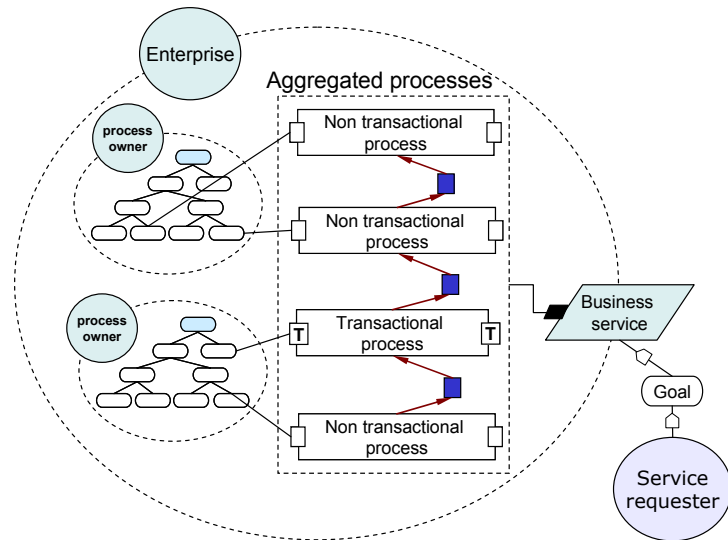 Enterprise
Aggregated processes
process
owner
Non transactional
process
Non transactional
process
process
owner
T
Transactional
process
T
Non transactional
process
Business
service
Goal
Service
requester